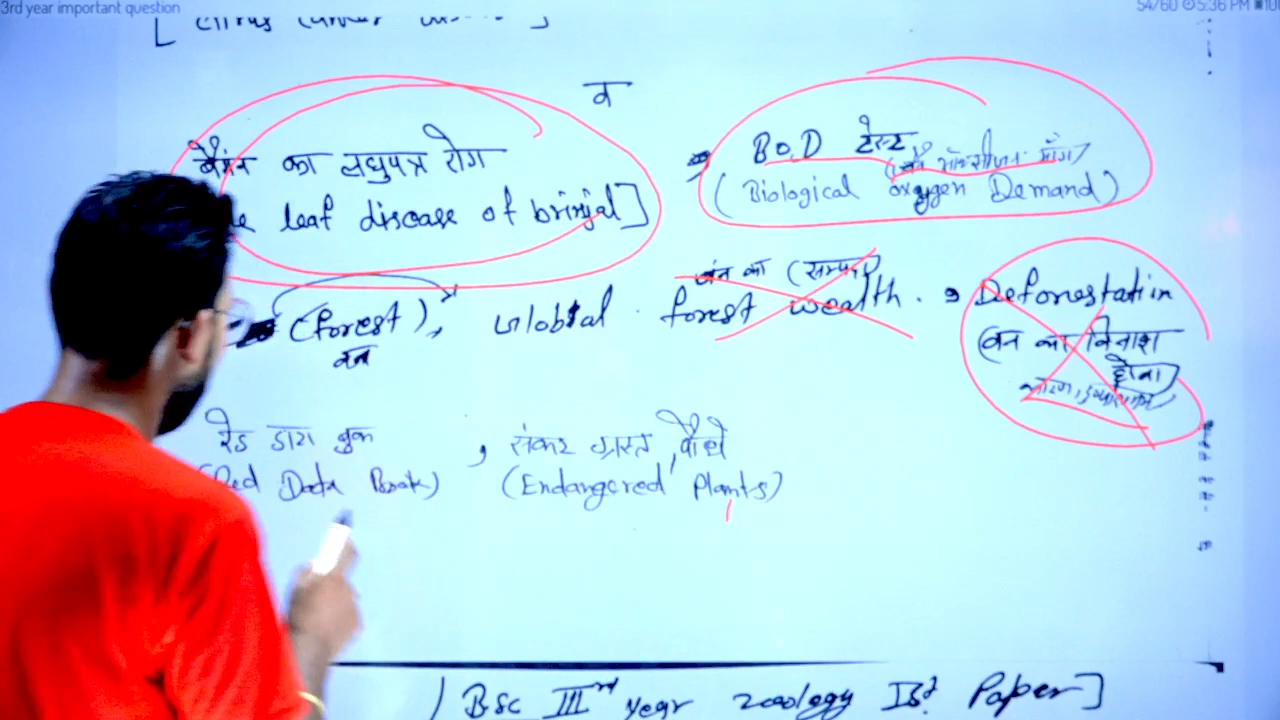 3rd year important question
54/60 5:36 PM
व
बैगन का लघुपत्र रोग
leaf disease of brinjal]
B.O.D टेस्ट
(Biological oxygen Demand)
वन का (सम्पदा)
(forest), Global forest wealth.
वन
Deforestation
(वन का विनाश
होना)
रेड डाटा बुक, संकट ग्रस्त पौधे
(Red Data Book) (Endangered Plants)
BSc IIIrd year zoology Ist Paper]